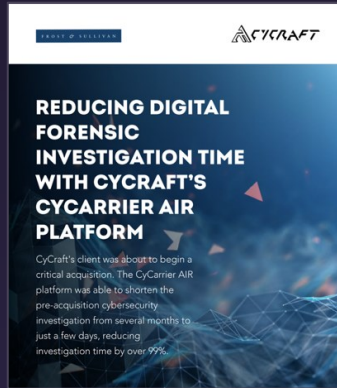 FROST & SULLIVAN
CYCRAFT
REDUCING DIGITAL
FORENSIC
INVESTIGATION TIME
WITH CYCRAFT'S
CYCARRIER AIR
PLATFORM
CyCraft's client was about to begin a
critical acquisition. The CyCarrier AIR
platform was able to shorten the
pre-acquisition cybersecurity
investigation from several months to
just a few days, reducing
investigation time by over 99%.